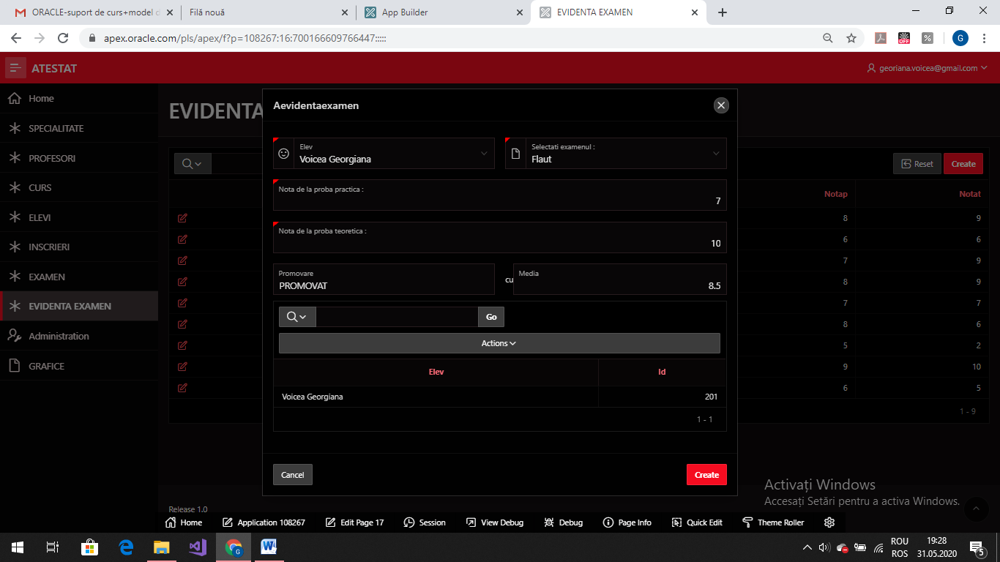 ORACLE-suport de curs+model d
Filă nouă
App Builder
EVIDENTA EXAMEN
apex.oracle.com/pls/apex/f?p=108267:16:700166609766447:::::
OFF
G
ATESTAT
georiana.voicea@gmail.com
Home
SPECIALITATE
PROFESORI
CURS
ELEVI
INSCRIERI
EXAMEN
EVIDENTA EXAMEN
Administration
GRAFICE
EVIDENTA
Reset
Create
Notap
Notat
8 9
6 6
7 9
8 9
7 7
8 6
5 2
9 10
6 5
1 - 9
Aevidentaexamen
Elev
Voicea Georgiana
Selectati examenul :
Flaut
Nota de la proba practica :
7
Nota de la proba teoretica :
10
Promovare
PROMOVAT
cu
Media
8.5
Go
Actions
Elev Id
Voicea Georgiana 201
1 - 1
Cancel
Create
Activați Windows
Accesați Setări pentru a activa Windows.
Release 1.0
Home
Application 108267
Edit Page 17
Session
View Debug
Debug
Page Info
Quick Edit
Theme Roller
G
W
ROU
ROS
19:28
31.05.2020
5